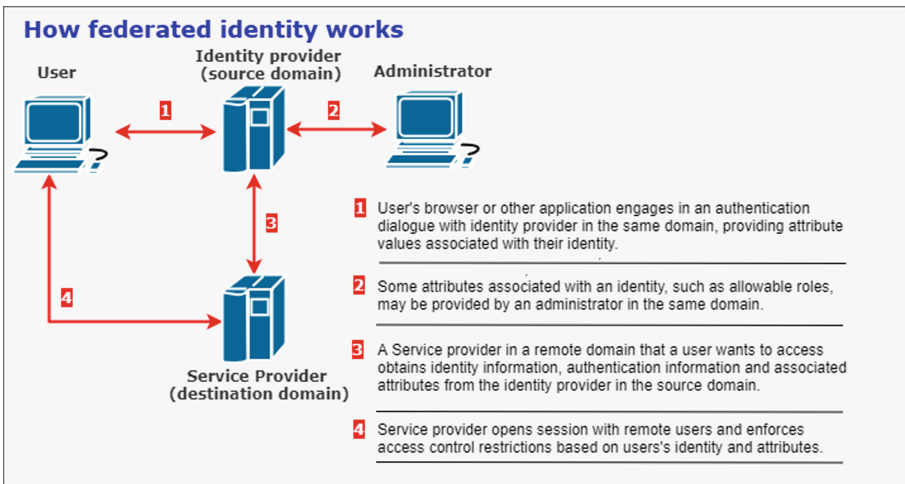 How federated identity works
Identity provider
(source domain)
User
Administrator
1
2
3
4
Service Provider
(destination domain)
1 User's browser or other application engages in an authentication
dialogue with identity provider in the same domain, providing attribute
values associated with their identity.
2 Some attributes associated with an identity, such as allowable roles,
may be provided by an administrator in the same domain.
3 A Service provider in a remote domain that a user wants to access
obtains identity information, authentication information and associated
attributes from the identity provider in the source domain.
4 Service provider opens session with remote users and enforces
access control restrictions based on users's identity and attributes.